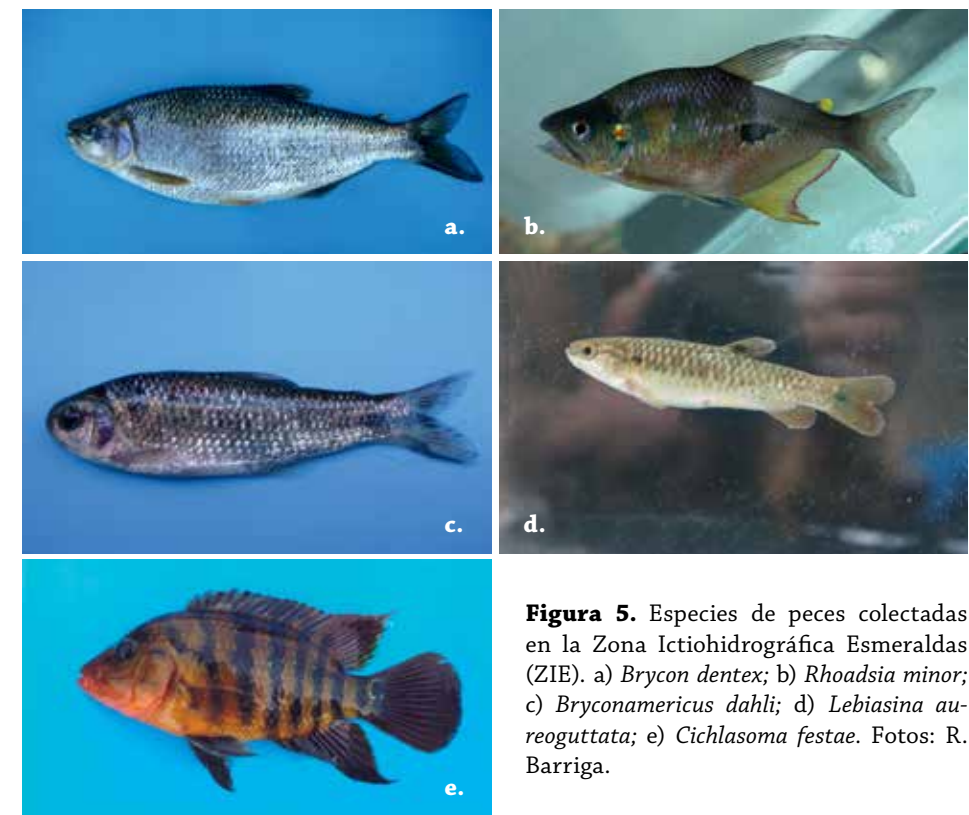 a.
b.
c.
d.
e.
Figura 5. Especies de peces colectadas
en la Zona Ictiohidrográfica Esmeraldas
(ZIE). a) Brycon dentex; b) Rhoadsia minor;
c) Bryconamericus dahli; d) Lebiasina au-
reoguttata; e) Cichlasoma festae. Fotos: R.
Barriga.